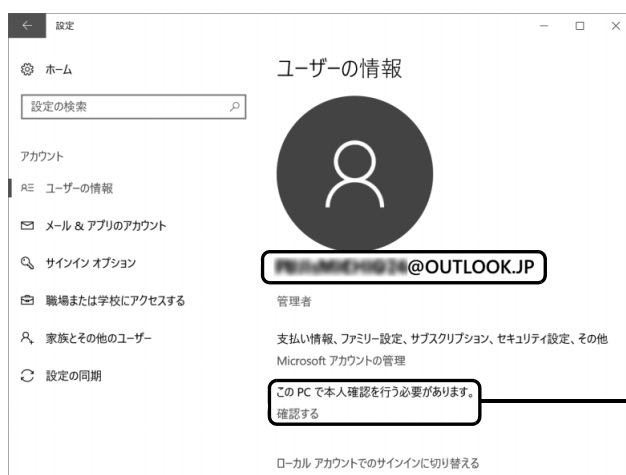 設定
ホーム
ユーザーの情報
設定の検索
アカウント
ユーザーの情報
メール & アプリのアカウント
サインイン オプション
職場または学校にアクセスする
家族とその他のユーザー
設定の同期
@OUTLOOK.JP
管理者
支払い情報、ファミリー設定、サブスクリプション、セキュリティ設定、その他
Microsoft アカウントの管理
この PC で本人確認を行う必要があります。
確認する
ローカル アカウントでのサインインに切り替える